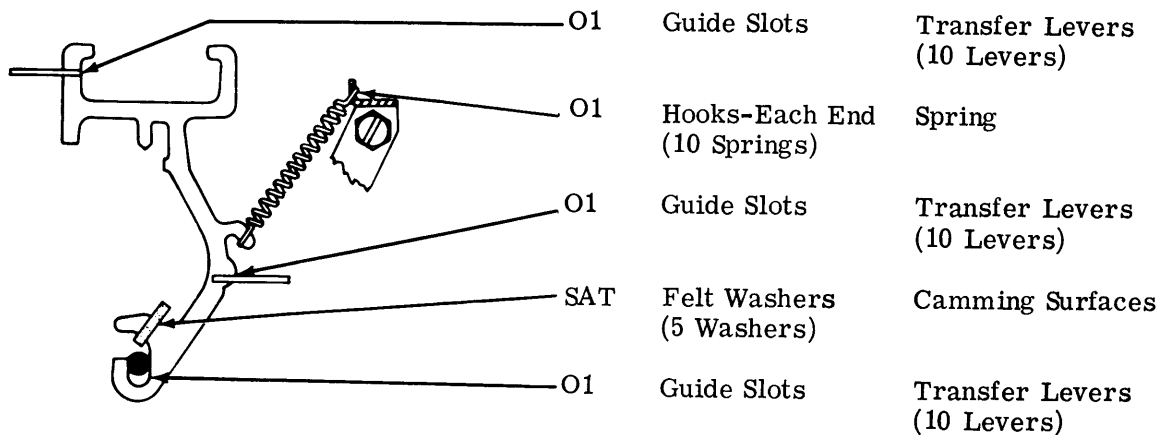 O1 Guide Slots Transfer Levers
(10 Levers)
O1 Hooks-Each End Spring
(10 Springs)
O1 Guide Slots Transfer Levers
(10 Levers)
SAT Felt Washers Camming Surfaces
(5 Washers)
O1 Guide Slots Transfer Levers
(10 Levers)